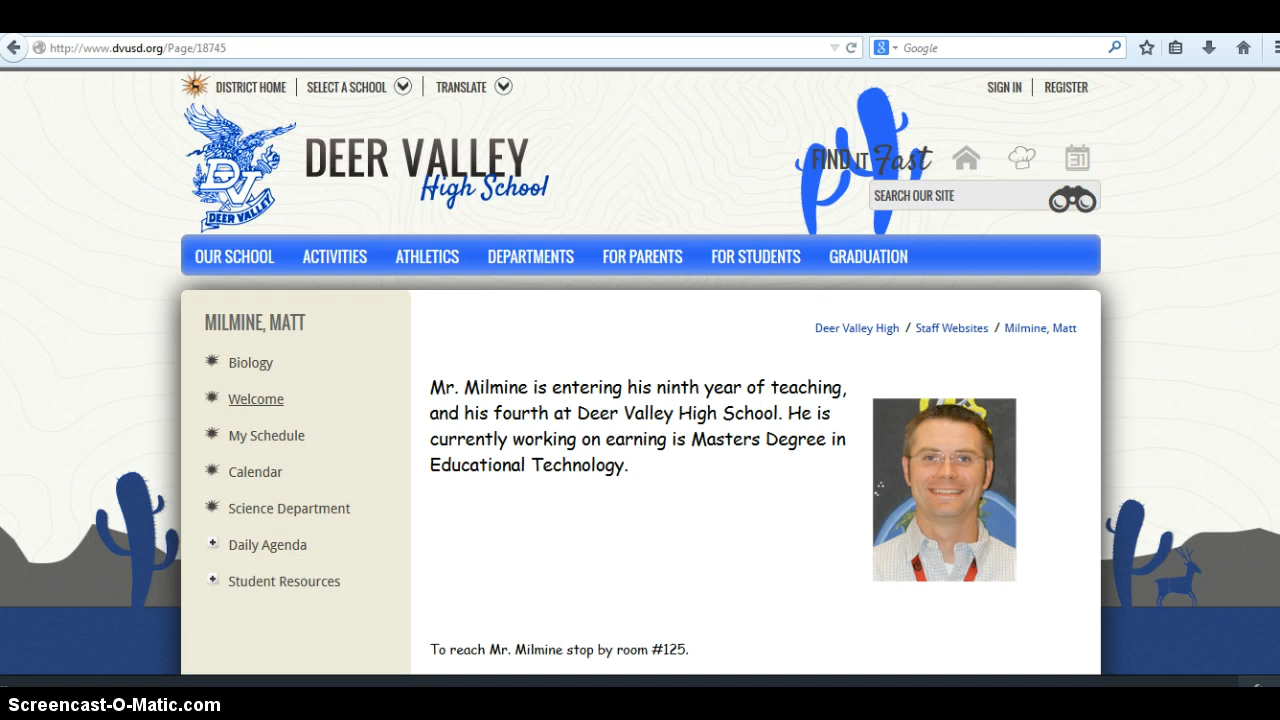 http://www.dvusd.org/Page/18745
Google
DISTRICT HOME
SELECT A SCHOOL
TRANSLATE
SIGN IN
REGISTER
DV
DEER VALLEY
DEER VALLEY
High School
FIND IT Fast
31
SEARCH OUR SITE
OUR SCHOOL
ACTIVITIES
ATHLETICS
DEPARTMENTS
FOR PARENTS
FOR STUDENTS
GRADUATION
MILMINE, MATT
Biology
Welcome
My Schedule
Calendar
Science Department
Daily Agenda
Student Resources
Deer Valley High / Staff Websites / Milmine, Matt
Mr. Milmine is entering his ninth year of teaching,
and his fourth at Deer Valley High School. He is
currently working on earning is Masters Degree in
Educational Technology.
To reach Mr. Milmine stop by room #125.
Screencast-O-Matic.com